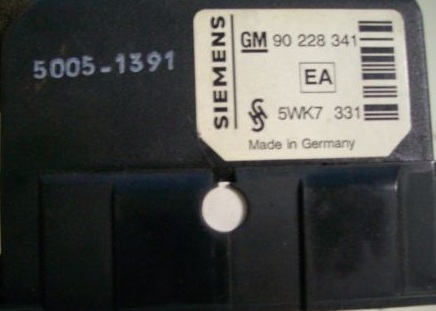 5005-1391
SIEMENS
GM 90 228 341
EA
5WK7 331
Made in Germany